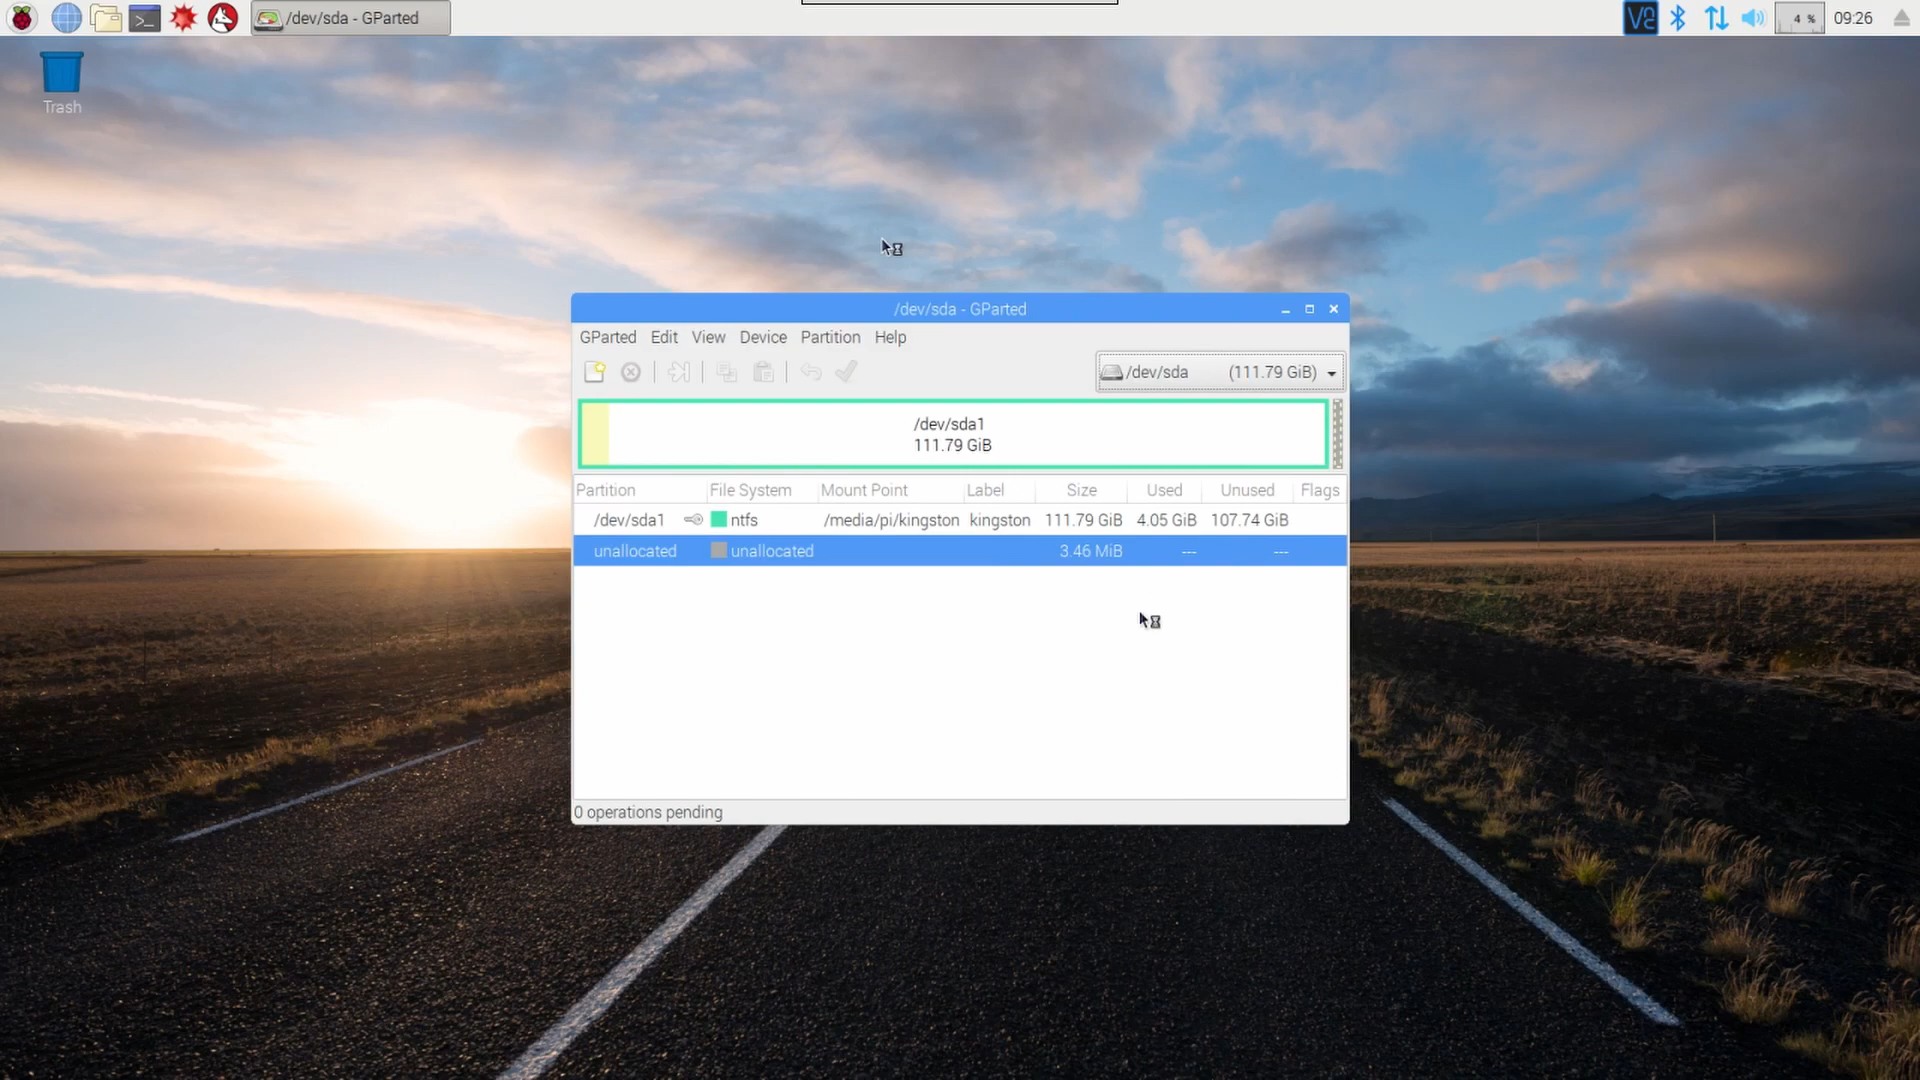 /dev/sda - GParted
4 %
09:26
Trash
/dev/sda - GParted
GParted Edit View Device Partition Help
/dev/sda (111.79 GiB)
/dev/sda1
111.79 GiB
Partition File System Mount Point Label Size Used Unused Flags
/dev/sda1 ntfs /media/pi/kingston kingston 111.79 GiB 4.05 GiB 107.74 GiB
unallocated unallocated 3.46 MiB --- ---
0 operations pending